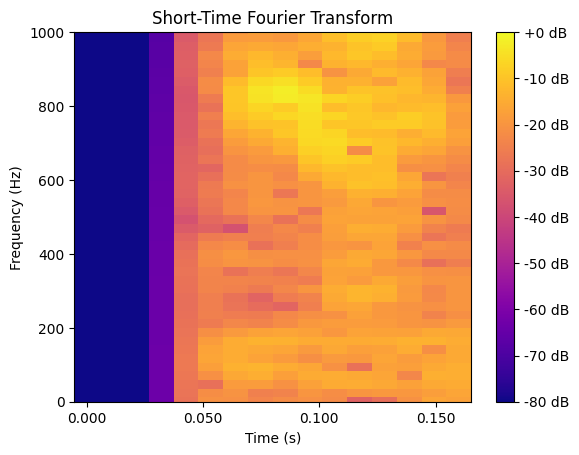 Short-Time Fourier Transform
1000
800
600
400
200
0
Frequency (Hz)
0.000
0.050
0.100
0.150
Time (s)
+0 dB
-10 dB
-20 dB
-30 dB
-40 dB
-50 dB
-60 dB
-70 dB
-80 dB